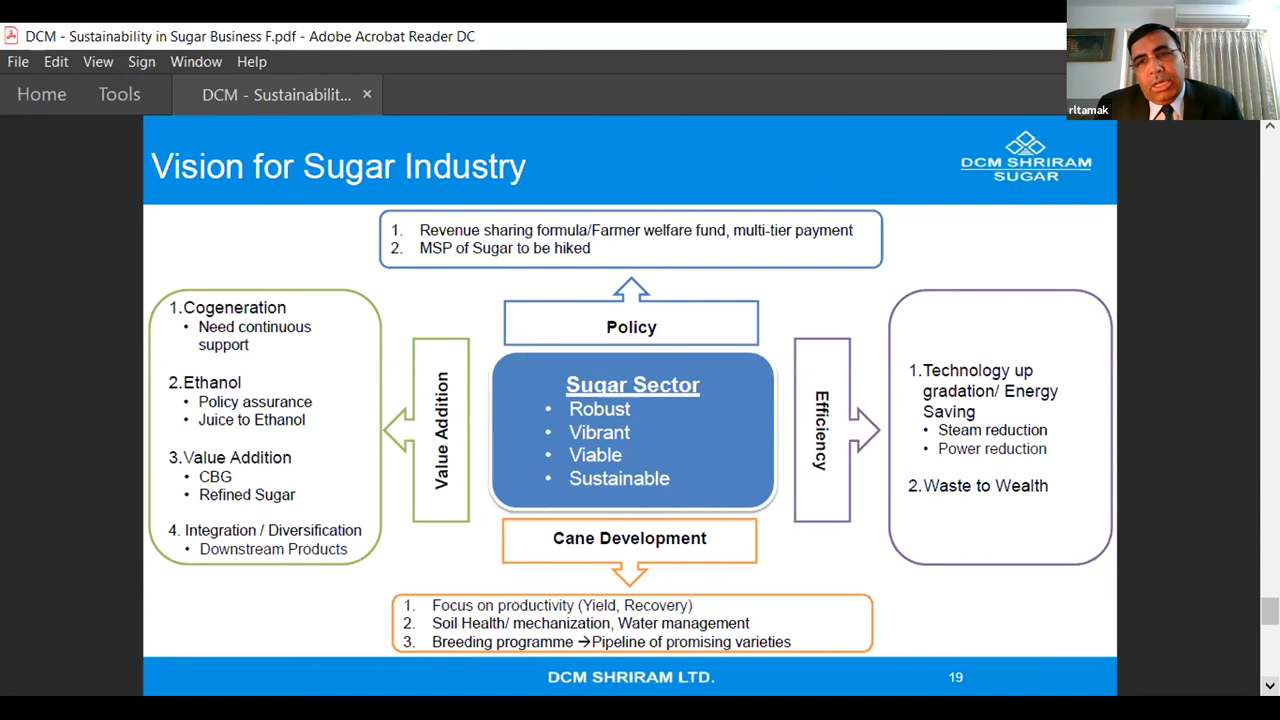 DCM - Sustainability in Sugar Business F.pdf - Adobe Acrobat Reader DC
File Edit View Sign Window Help
Home Tools DCM - Sustainabilit... ×
rltamak
Vision for Sugar Industry
DCM SHRIRAM
SUGAR
1. Revenue sharing formula/Farmer welfare fund, multi-tier payment
2. MSP of Sugar to be hiked
Policy
1.Cogeneration
• Need continuous
support
2.Ethanol
• Policy assurance
• Juice to Ethanol
3.Value Addition
• CBG
• Refined Sugar
4. Integration / Diversification
• Downstream Products
Value Addition
Sugar Sector
• Robust
• Vibrant
• Viable
• Sustainable
Efficiency
1.Technology up
gradation/ Energy
Saving
• Steam reduction
• Power reduction
2.Waste to Wealth
Cane Development
1. Focus on productivity (Yield, Recovery)
2. Soil Health/ mechanization, Water management
3. Breeding programme →Pipeline of promising varieties
DCM SHRIRAM LTD.
19